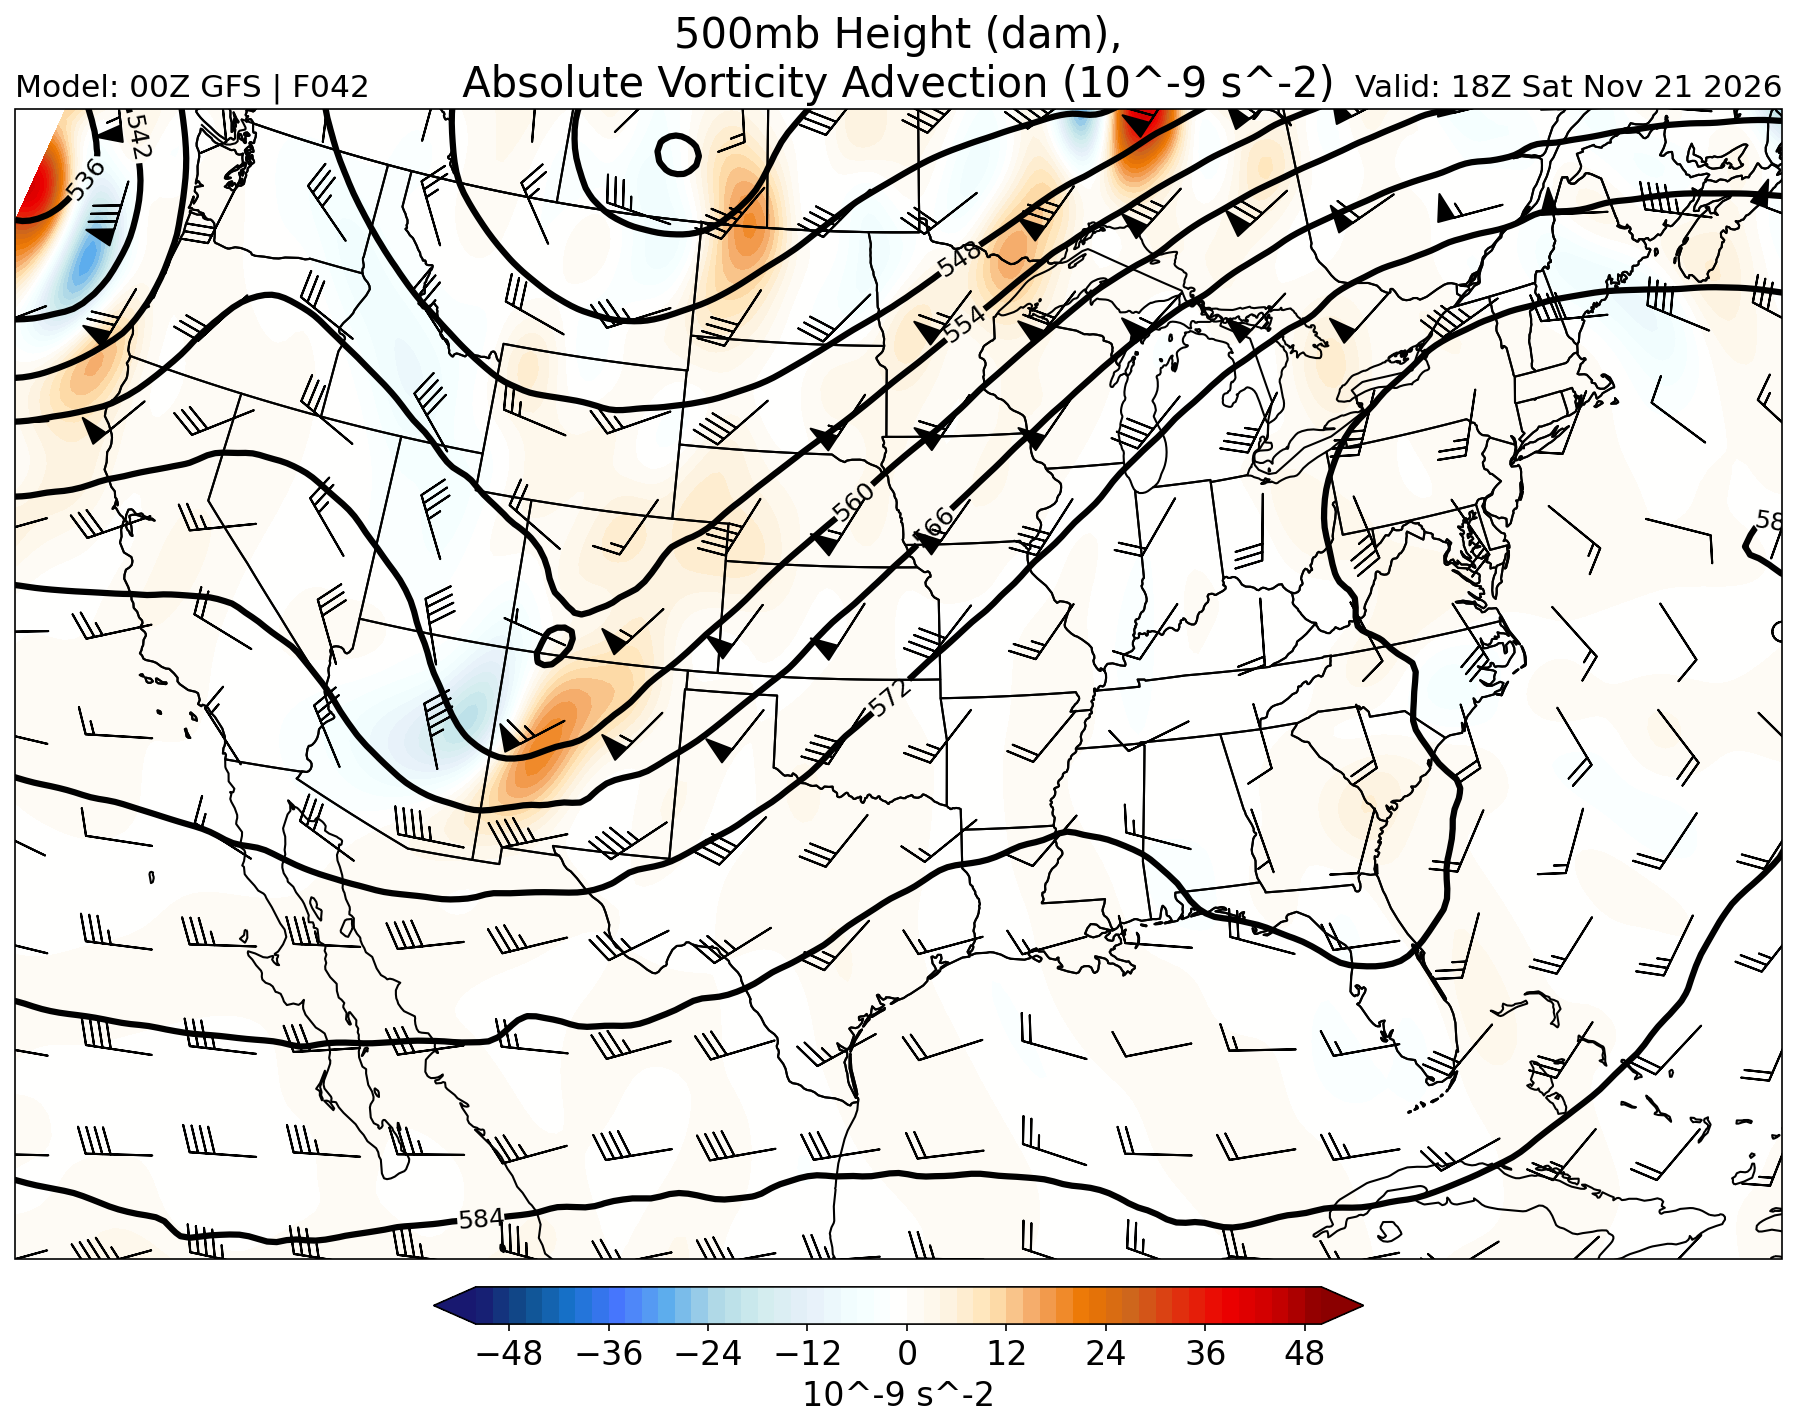 500mb Height (dam),
Model: 00Z GFS | F042
Absolute Vorticity Advection (10^-9 s^-2)
Valid: 18Z Sat Nov 21 2026
542
536
548
554
560
566
58
572
584
−48 −36 −24 −12 0 12 24 36 48
10^-9 s^-2